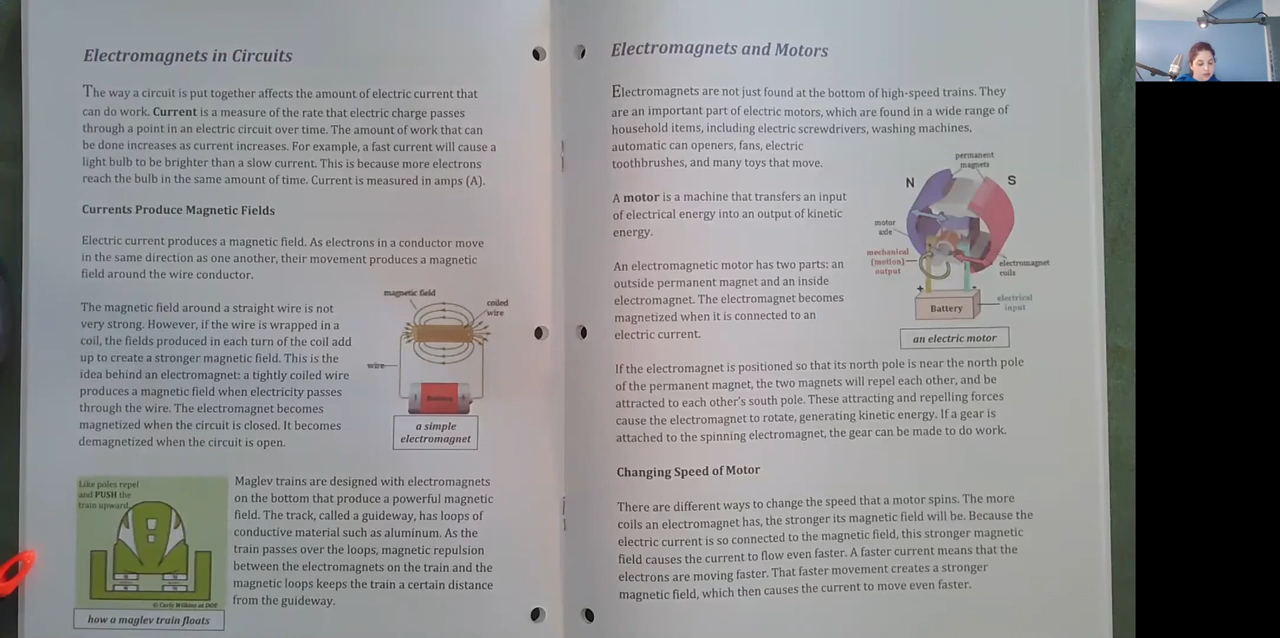 Electromagnets in Circuits
The way a circuit is put together affects the amount of electric current that
can do work. Current is a measure of the rate that electric charge passes
through a point in an electric circuit over time. The amount of work that can
be done increases as current increases. For example, a fast current will cause a
light bulb to be brighter than a slow current. This is because more electrons
reach the bulb in the same amount of time. Current is measured in amps (A).
Currents Produce Magnetic Fields
Electric current produces a magnetic field. As electrons in a conductor move
in the same direction as one another, their movement produces a magnetic
field around the wire conductor.
The magnetic field around a straight wire is not
very strong. However, if the wire is wrapped in a
coil, the fields produced in each turn of the coil add
up to create a stronger magnetic field. This is the
idea behind an electromagnet: a tightly coiled wire
produces a magnetic field when electricity passes
through the wire. The electromagnet becomes
magnetized when the circuit is closed. It becomes
demagnetized when the circuit is open.
magnetic field
coiled
wire
wire
Battery
a simple
electromagnet
Like poles repel
and PUSH the
train upward.
© Carly Wilkins at DOE
how a maglev train floats
Maglev trains are designed with electromagnets
on the bottom that produce a powerful magnetic
field. The track, called a guideway, has loops of
conductive material such as aluminum. As the
train passes over the loops, magnetic repulsion
between the electromagnets on the train and the
magnetic loops keeps the train a certain distance
from the guideway.
Electromagnets and Motors
Electromagnets are not just found at the bottom of high-speed trains. They
are an important part of electric motors, which are found in a wide range of
household items, including electric screwdrivers, washing machines,
automatic can openers, fans, electric
toothbrushes, and many toys that move.
A motor is a machine that transfers an input
of electrical energy into an output of kinetic
energy.
An electromagnetic motor has two parts: an
outside permanent magnet and an inside
electromagnet. The electromagnet becomes
magnetized when it is connected to an
electric current.
permanent
magnets
N
S
motor
axle
mechanical
(motion)
output
electromagnet
coils
+
-
Battery
electrical
input
an electric motor
If the electromagnet is positioned so that its north pole is near the north pole
of the permanent magnet, the two magnets will repel each other, and be
attracted to each other's south pole. These attracting and repelling forces
cause the electromagnet to rotate, generating kinetic energy. If a gear is
attached to the spinning electromagnet, the gear can be made to do work.
Changing Speed of Motor
There are different ways to change the speed that a motor spins. The more
coils an electromagnet has, the stronger its magnetic field will be. Because the
electric current is so connected to the magnetic field, this stronger magnetic
field causes the current to flow even faster. A faster current means that the
electrons are moving faster. That faster movement creates a stronger
magnetic field, which then causes the current to move even faster.